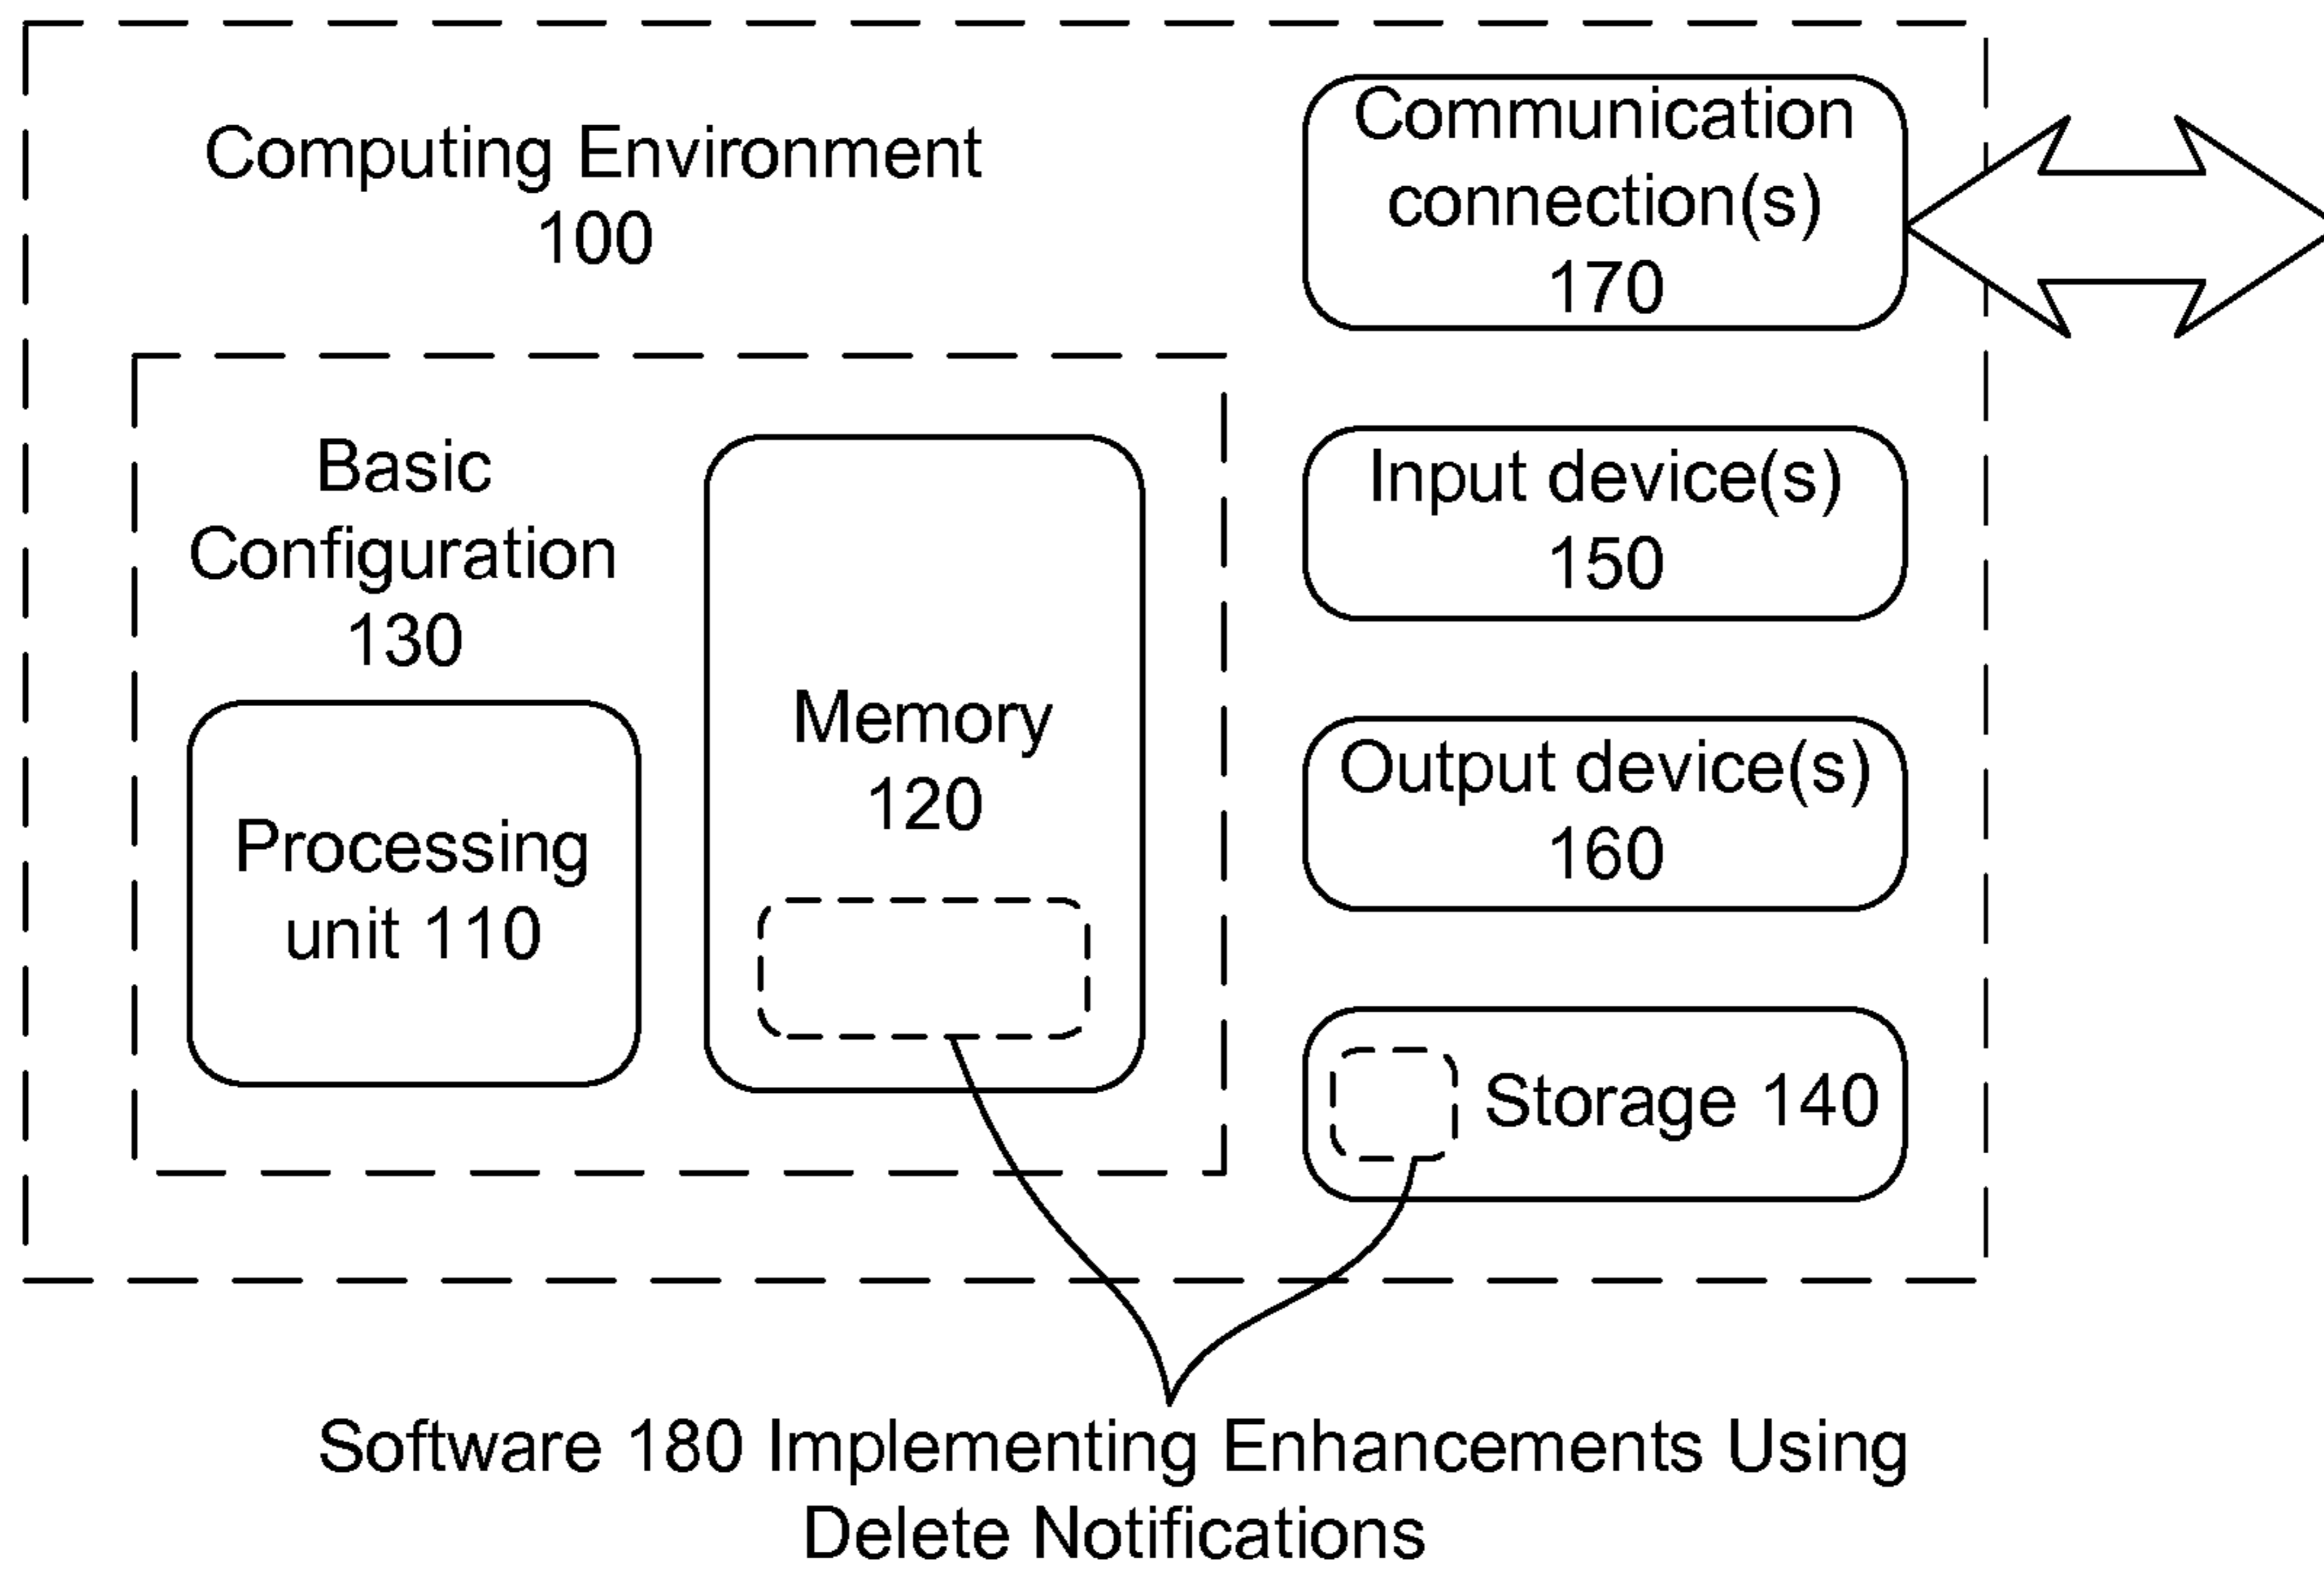 Computing Environment
100
Communication
connection(s)
170
Basic
Configuration
130
Input device(s)
150
Memory
120
Output device(s)
160
Processing
unit 110
Storage 140
Software 180 Implementing Enhancements Using
Delete Notifications